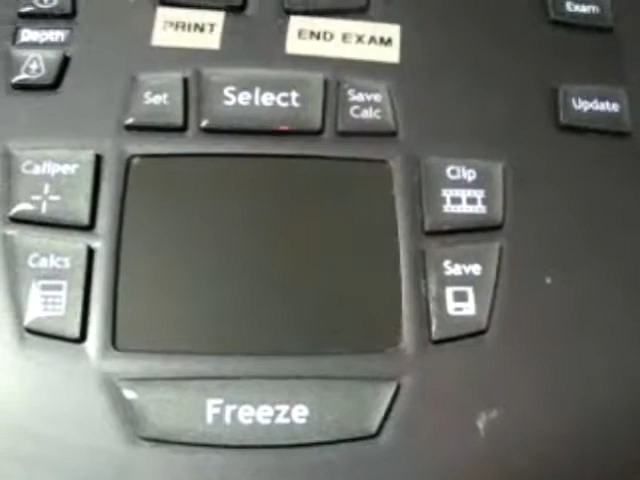 Exam
Depth
PRINT
END EXAM
Set
Select
Save
Calc
Update
Caliper
Clip
Calcs
Save
Freeze